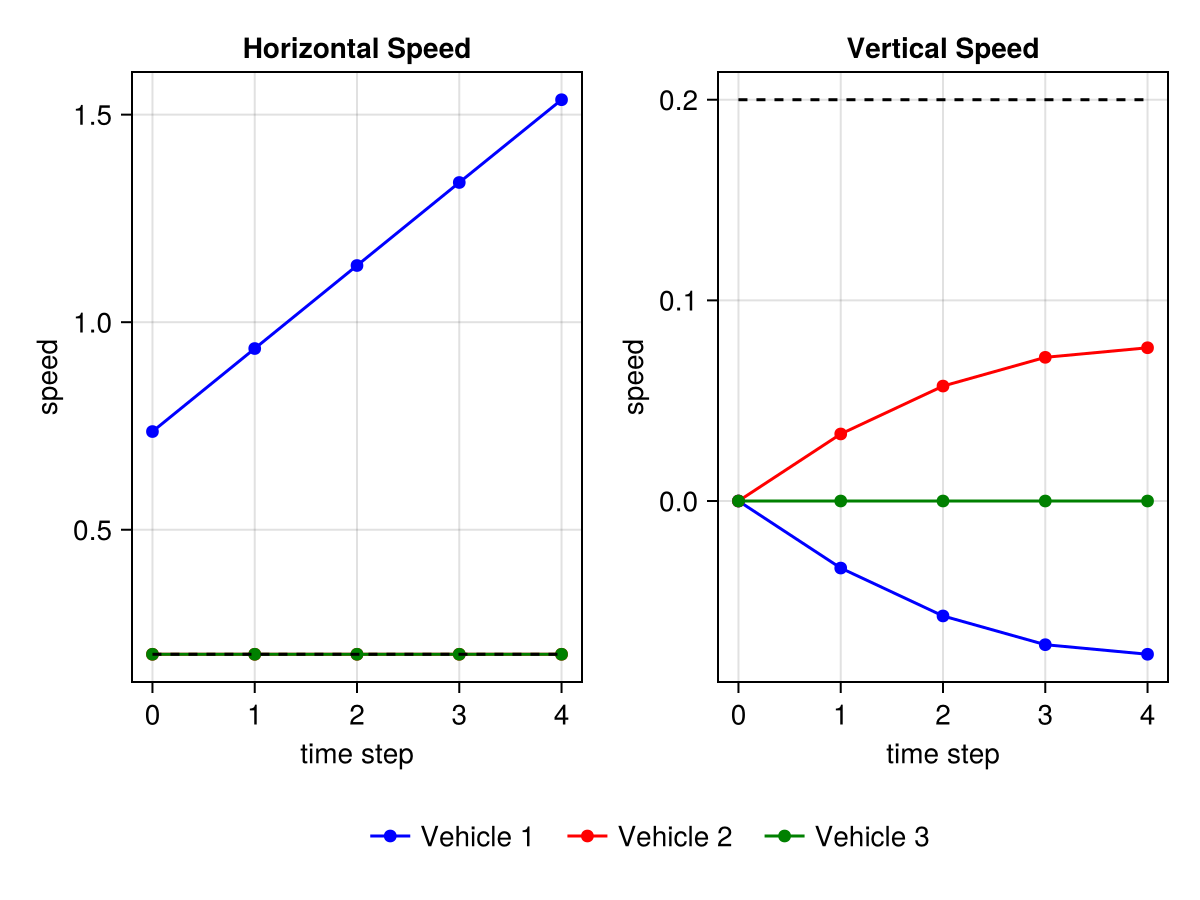 Horizontal Speed
speed
1.5
1.0
0.5
0 1 2 3 4
time step
Vertical Speed
speed
0.2
0.1
0.0
0 1 2 3 4
time step
Vehicle 1 Vehicle 2 Vehicle 3